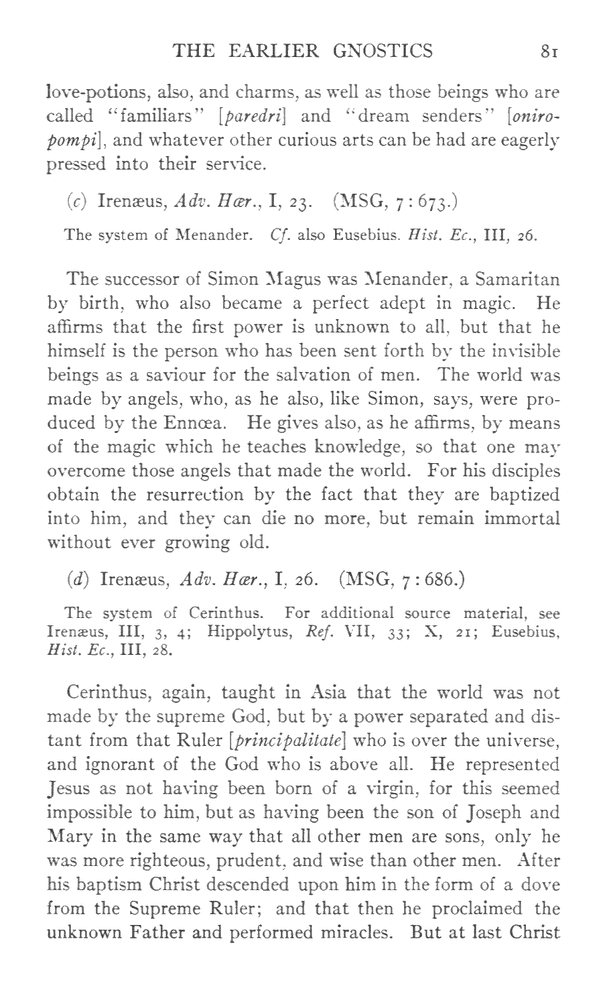 THE EARLIER GNOSTICS 81
love-potions, also, and charms, as well as those beings who are
called “familiars” [paredri] and “dream senders” [oniro-
pompi], and whatever other curious arts can be had are eagerly
pressed into their service.
(c) Irenæus, Adv. Hær., I, 23. (MSG, 7:673.)
The system of Menander. Cf. also Eusebius. Hist. Ec., III, 26.
The successor of Simon Magus was Menander, a Samaritan
by birth, who also became a perfect adept in magic. He
affirms that the first power is unknown to all, but that he
himself is the person who has been sent forth by the invisible
beings as a saviour for the salvation of men. The world was
made by angels, who, as he also, like Simon, says, were pro-
duced by the Ennœa. He gives also, as he affirms, by means
of the magic which he teaches knowledge, so that one may
overcome those angels that made the world. For his disciples
obtain the resurrection by the fact that they are baptized
into him, and they can die no more, but remain immortal
without ever growing old.
(d) Irenæus, Adv. Hær., I, 26. (MSG, 7:686.)
The system of Cerinthus. For additional source material, see
Irenæus, III, 3, 4; Hippolytus, Ref. VII, 33; X, 21; Eusebius,
Hist. Ec., III, 28.
Cerinthus, again, taught in Asia that the world was not
made by the supreme God, but by a power separated and dis-
tant from that Ruler [principalitate] who is over the universe,
and ignorant of the God who is above all. He represented
Jesus as not having been born of a virgin, for this seemed
impossible to him, but as having been the son of Joseph and
Mary in the same way that all other men are sons, only he
was more righteous, prudent, and wise than other men. After
his baptism Christ descended upon him in the form of a dove
from the Supreme Ruler; and that then he proclaimed the
unknown Father and performed miracles. But at last Christ